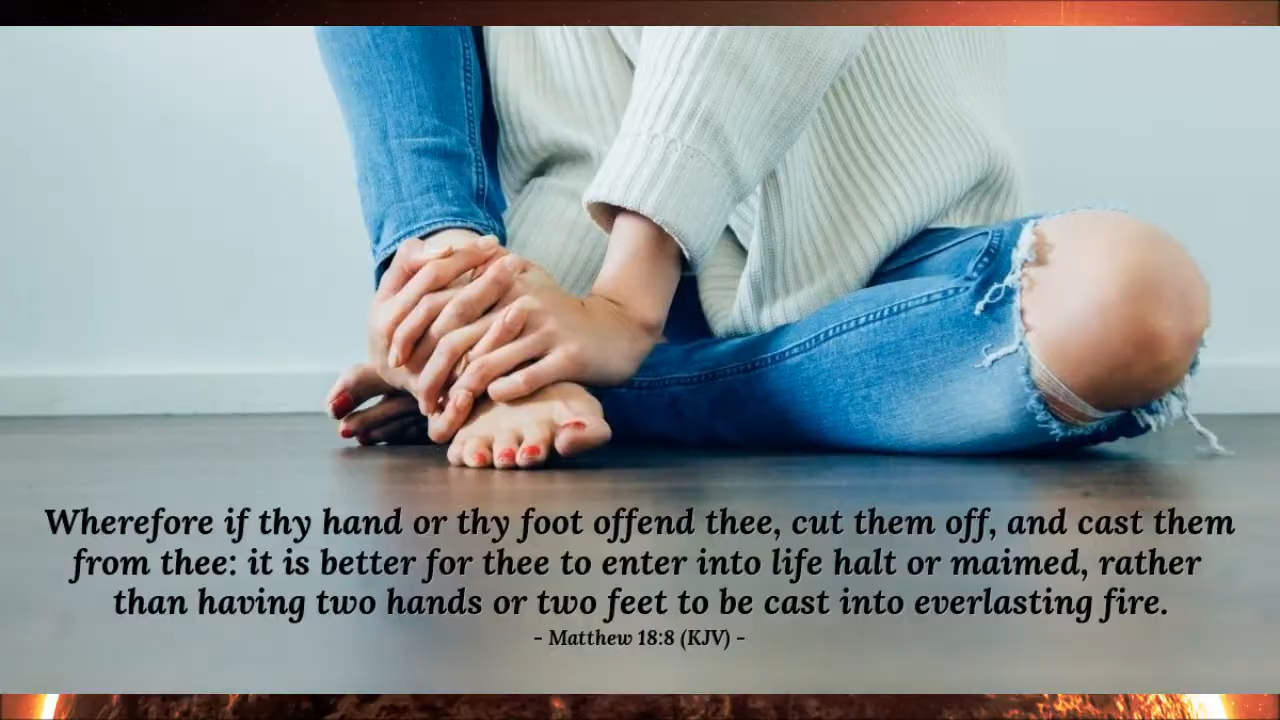 Wherefore if thy hand or thy foot offend thee, cut them off, and cast them
from thee: it is better for thee to enter into life halt or maimed, rather
than having two hands or two feet to be cast into everlasting fire.
- Matthew 18:8 (KJV) -